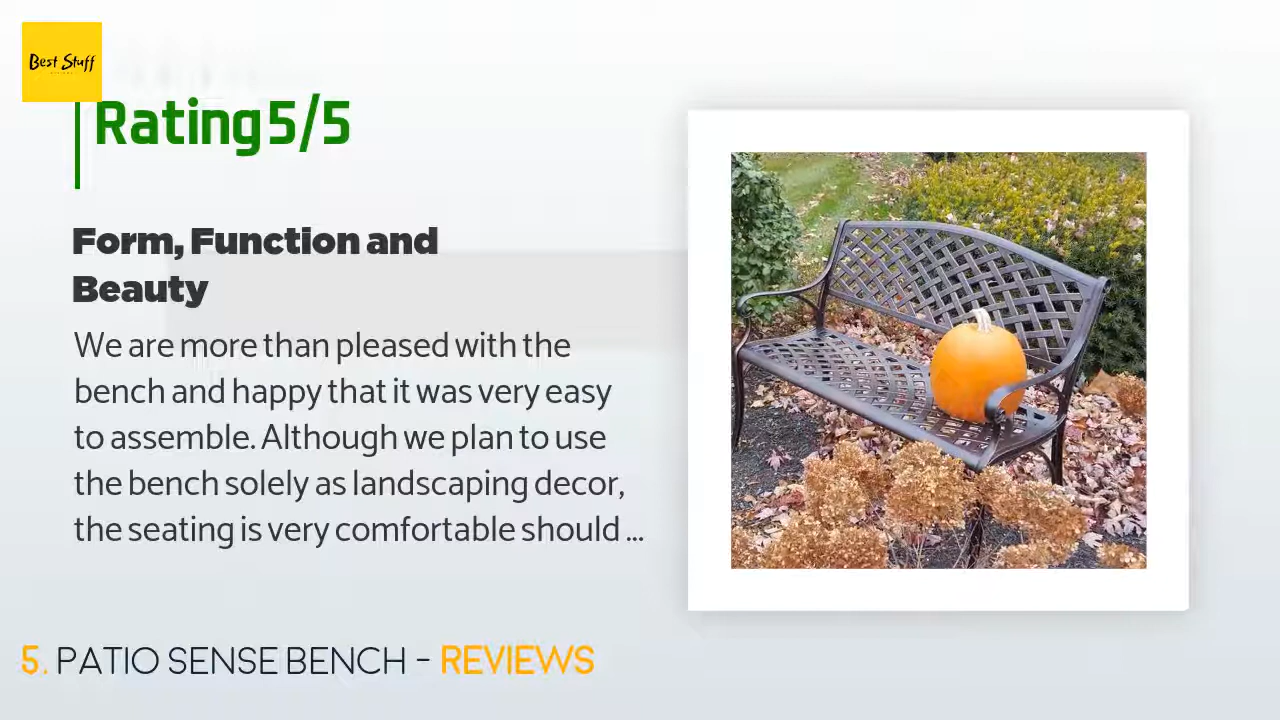 Best Stuff
Rating 5/5
Form, Function and
Beauty
We are more than pleased with the
bench and happy that it was very easy
to assemble. Although we plan to use
the bench solely as landscaping decor,
the seating is very comfortable should ...
5. PATIO SENSE BENCH - REVIEWS